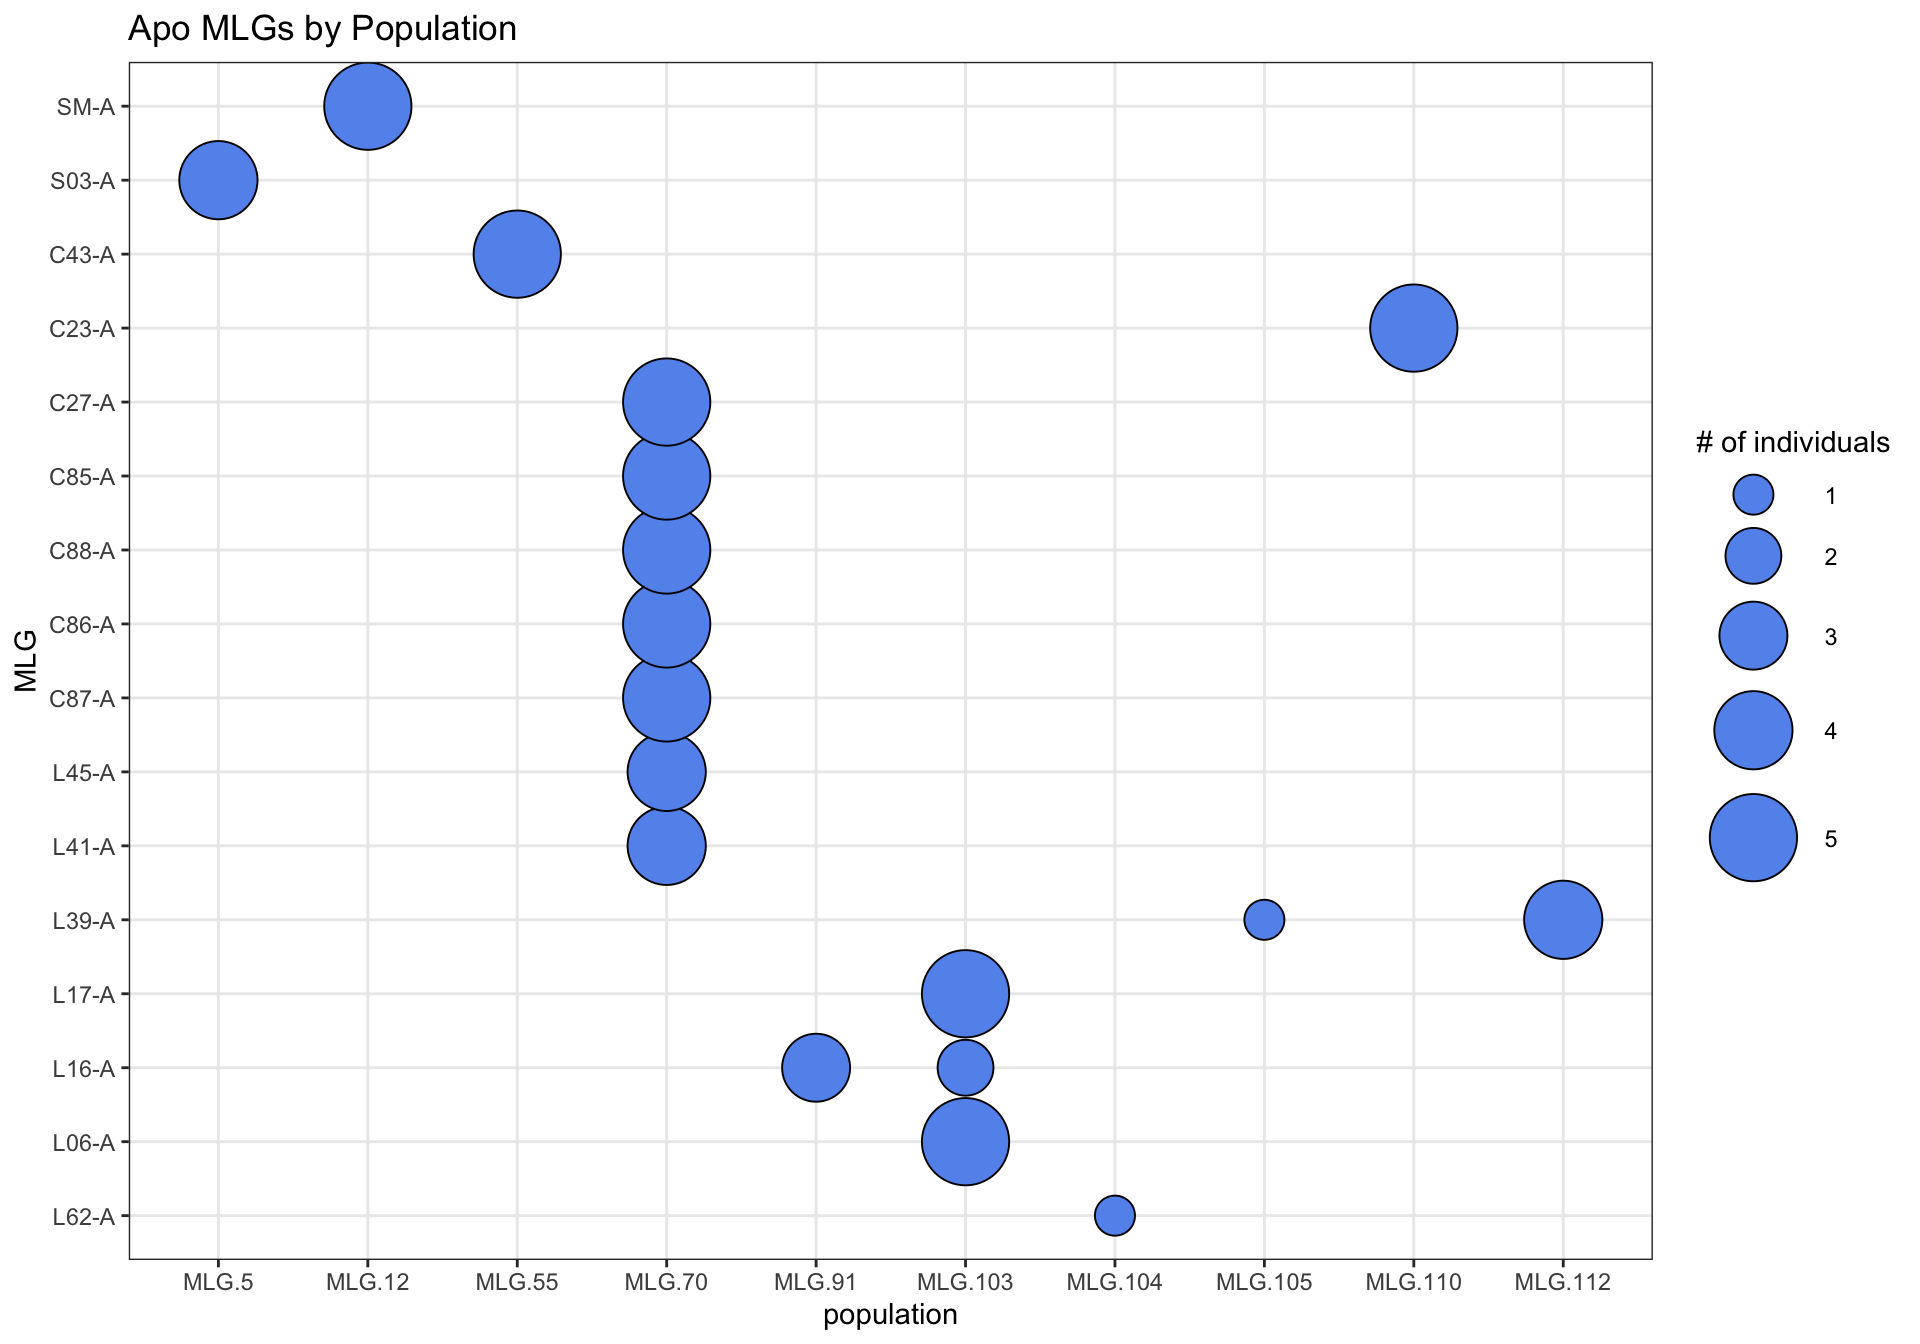 Apo MLGs by Population
SM-A
S03-A
C43-A
C23-A
C27-A
C85-A
C88-A
C86-A
C87-A
L45-A
L41-A
L39-A
L17-A
L16-A
L06-A
L62-A
MLG
MLG.5 MLG.12 MLG.55 MLG.70 MLG.91 MLG.103 MLG.104 MLG.105 MLG.110 MLG.112
population
# of individuals
1
2
3
4
5